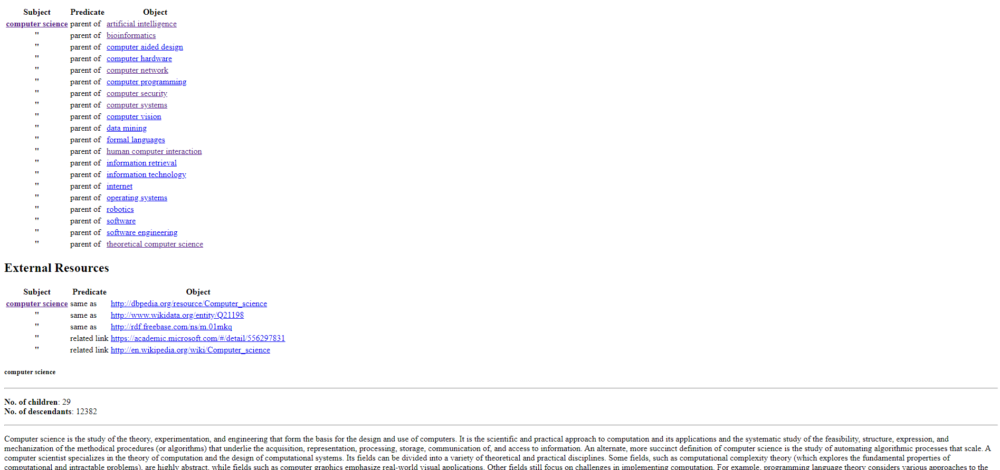 Subject Predicate Object
computer science parent of artificial intelligence
" parent of bioinformatics
" parent of computer aided design
" parent of computer hardware
" parent of computer network
" parent of computer programming
" parent of computer security
" parent of computer systems
" parent of computer vision
" parent of data mining
" parent of formal languages
" parent of human computer interaction
" parent of information retrieval
" parent of information technology
" parent of internet
" parent of operating systems
" parent of robotics
" parent of software
" parent of software engineering
" parent of theoretical computer science
External Resources
Subject Predicate Object
computer science same as http://dbpedia.org/resource/Computer_science
" same as http://www.wikidata.org/entity/Q21198
" same as http://rdf.freebase.com/ns/m.01mkq
" related link https://academic.microsoft.com/#/detail/556297831
" related link http://en.wikipedia.org/wiki/Computer_science
computer science
No. of children: 29
No. of descendants: 12382
Computer science is the study of the theory, experimentation, and engineering that form the basis for the design and use of computers. It is the scientific and practical approach to computation and its applications and the systematic study of the feasibility, structure, expression, and
mechanization of the methodical procedures (or algorithms) that underlie the acquisition, representation, processing, storage, communication of, and access to information. An alternate, more succinct definition of computer science is the study of automating algorithmic processes that scale. A
computer scientist specializes in the theory of computation and the design of computational systems. Its fields can be divided into a variety of theoretical and practical disciplines. Some fields, such as computational complexity theory (which explores the fundamental properties of
computational and intractable problems), are highly abstract, while fields such as computer graphics emphasize real-world visual applications. Other fields still focus on challenges in implementing computation. For example, programming language theory considers various approaches to the